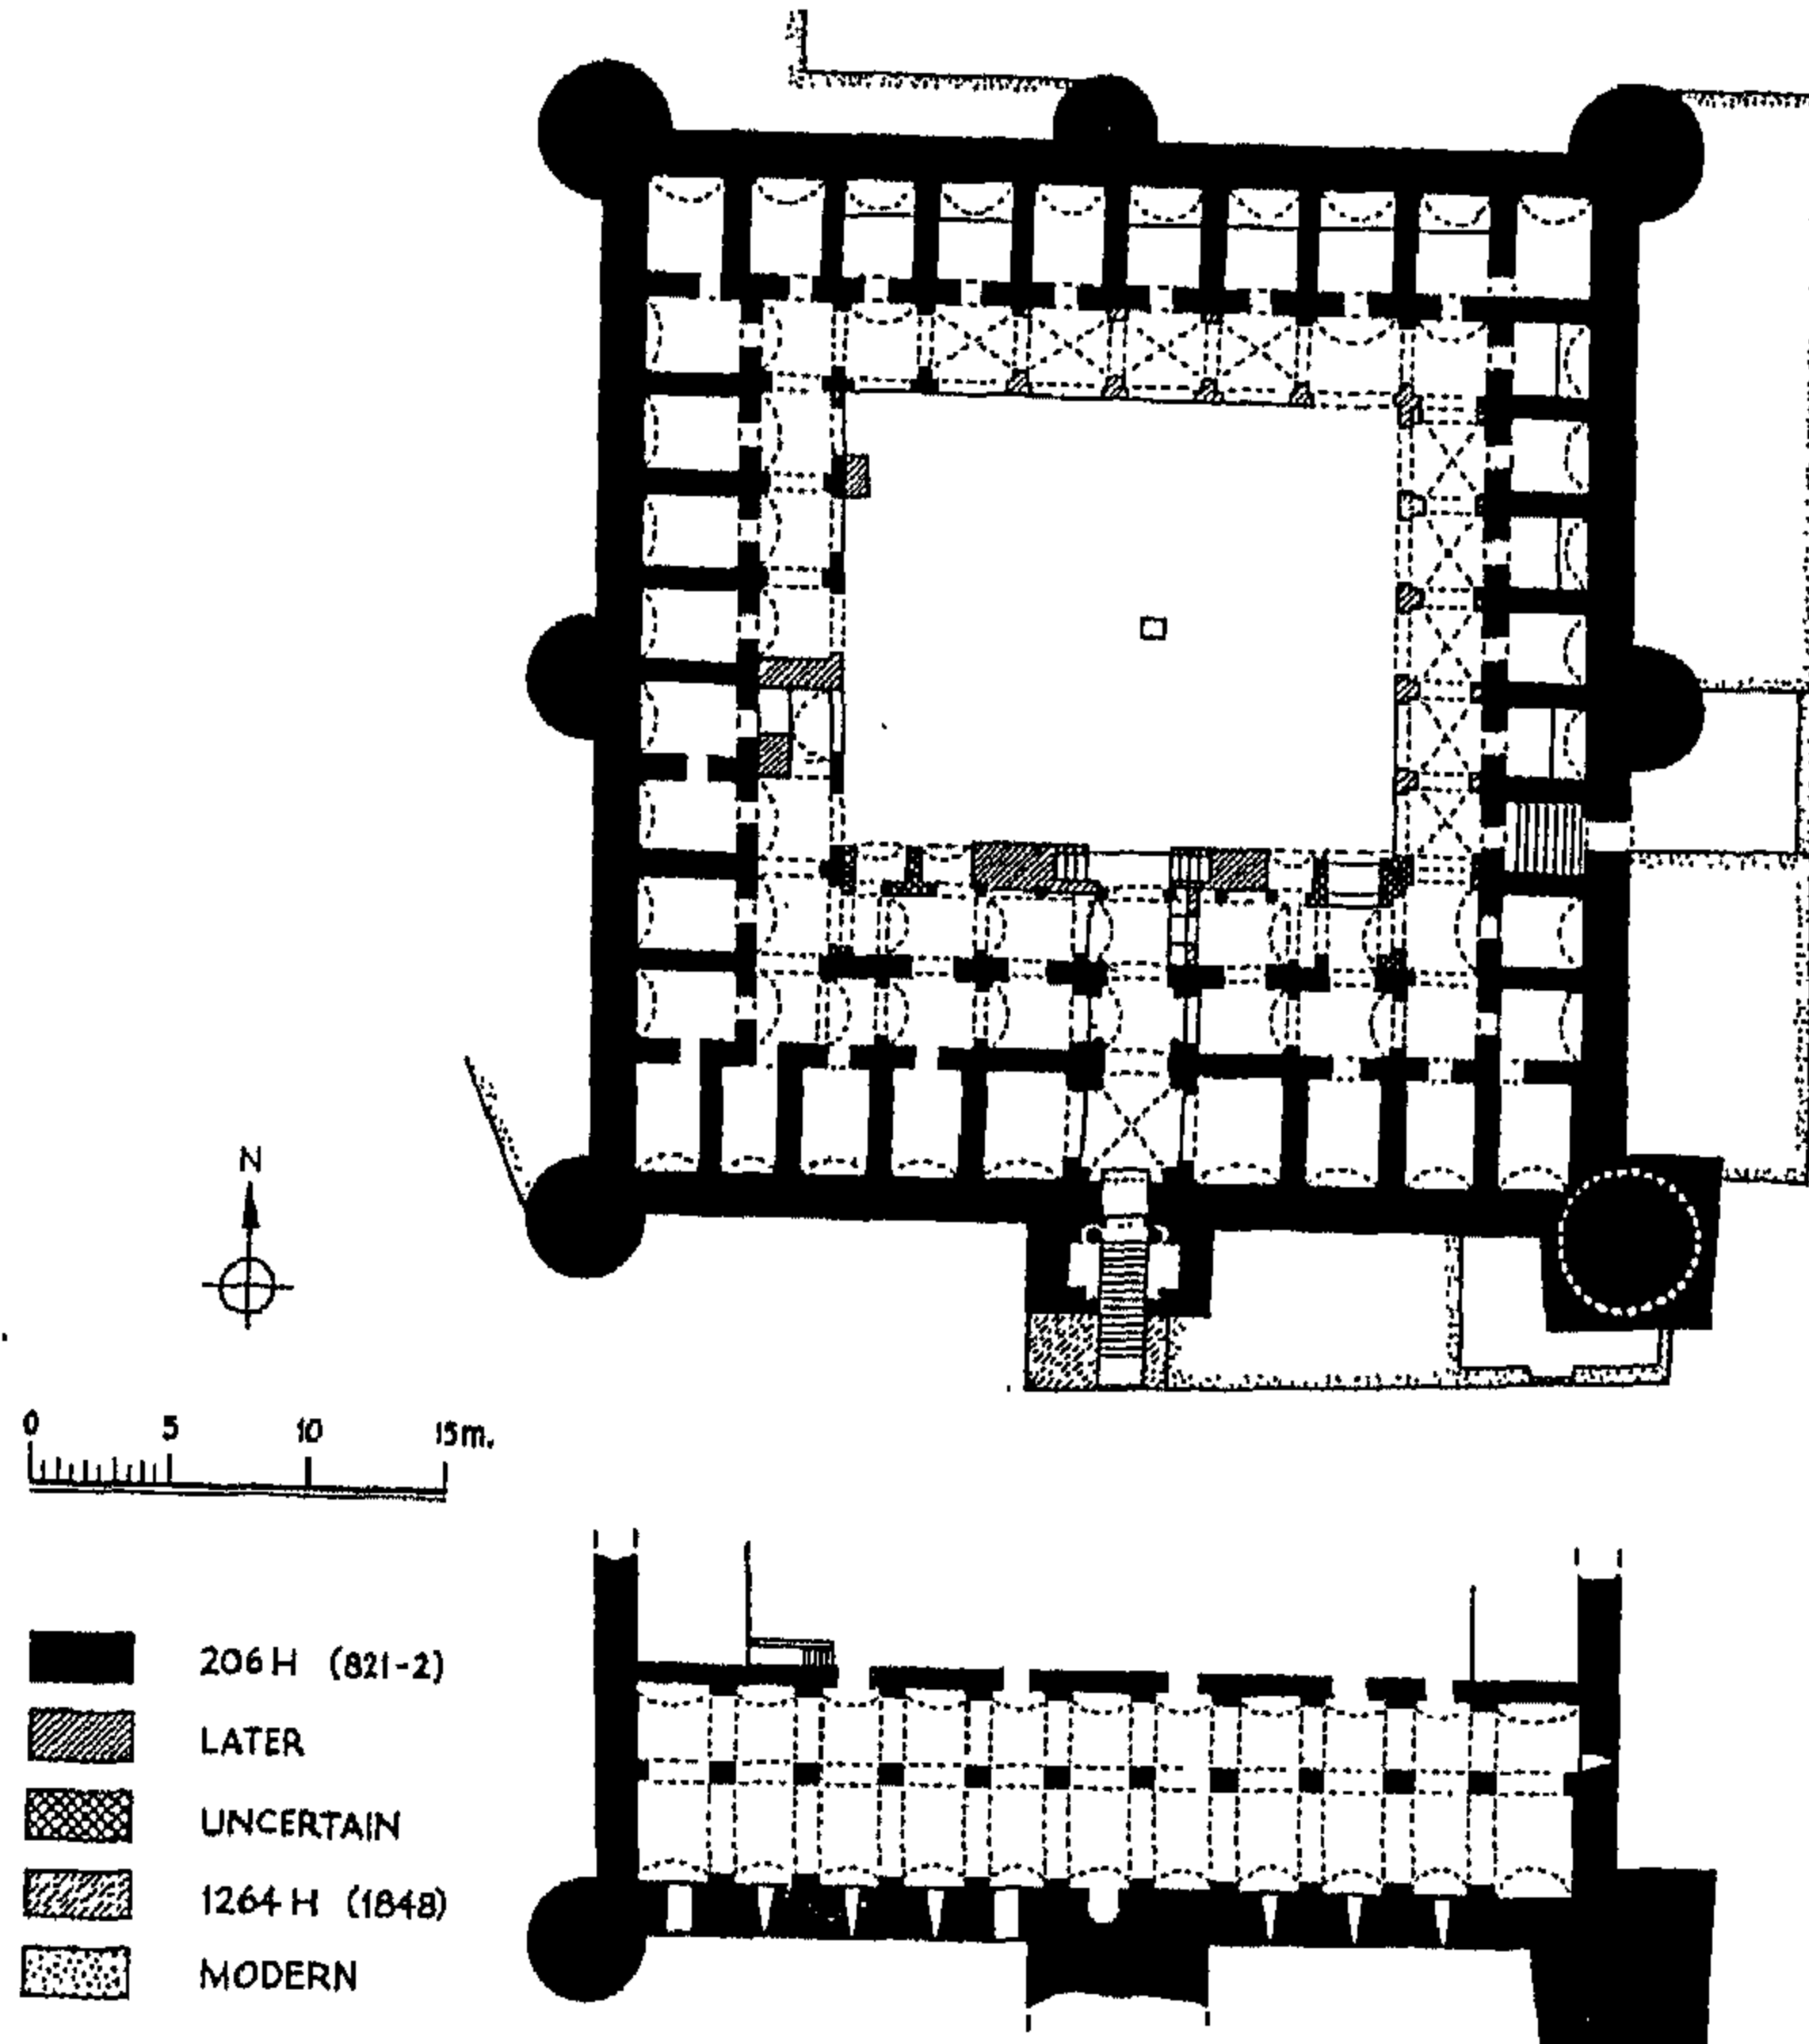 N
0 5 10 15m.
206 H (821-2)
LATER
UNCERTAIN
1264 H (1848)
MODERN